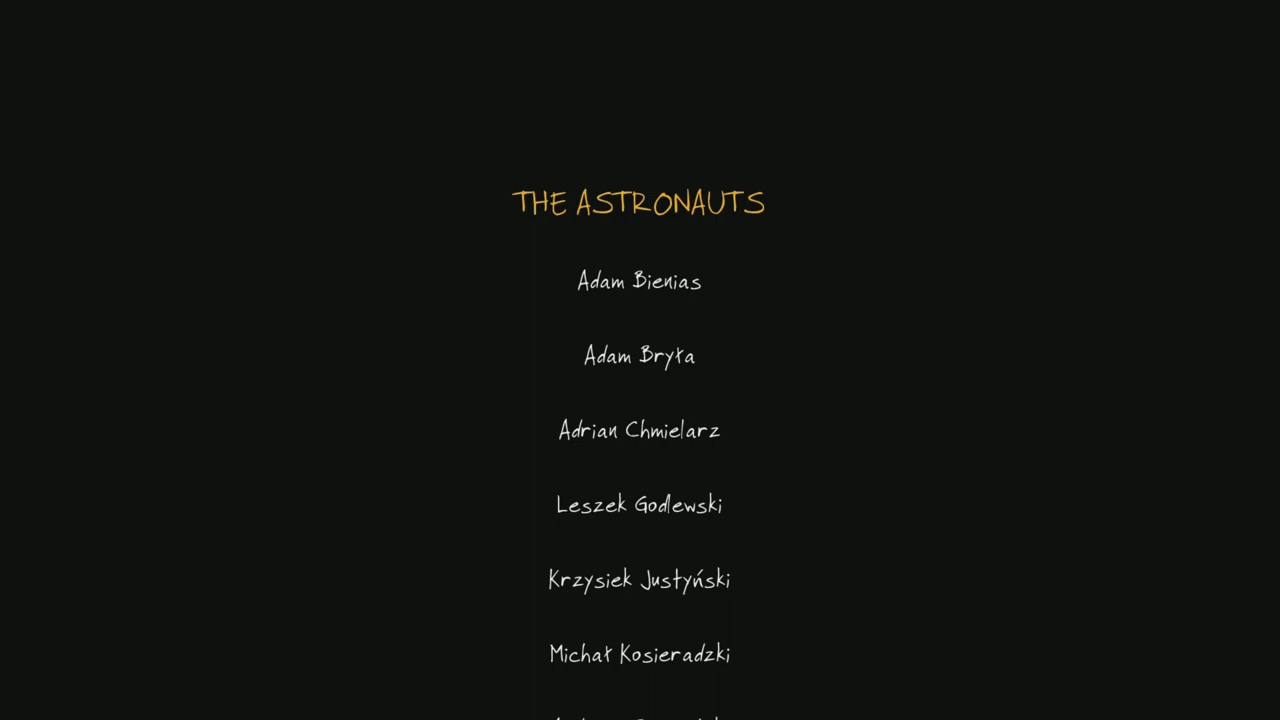 THE ASTRONAUTS
Adam Bienias
Adam Bryła
Adrian Chmielarz
Leszek Godlewski
Krzysiek Justyński
Michał Kosieradzki